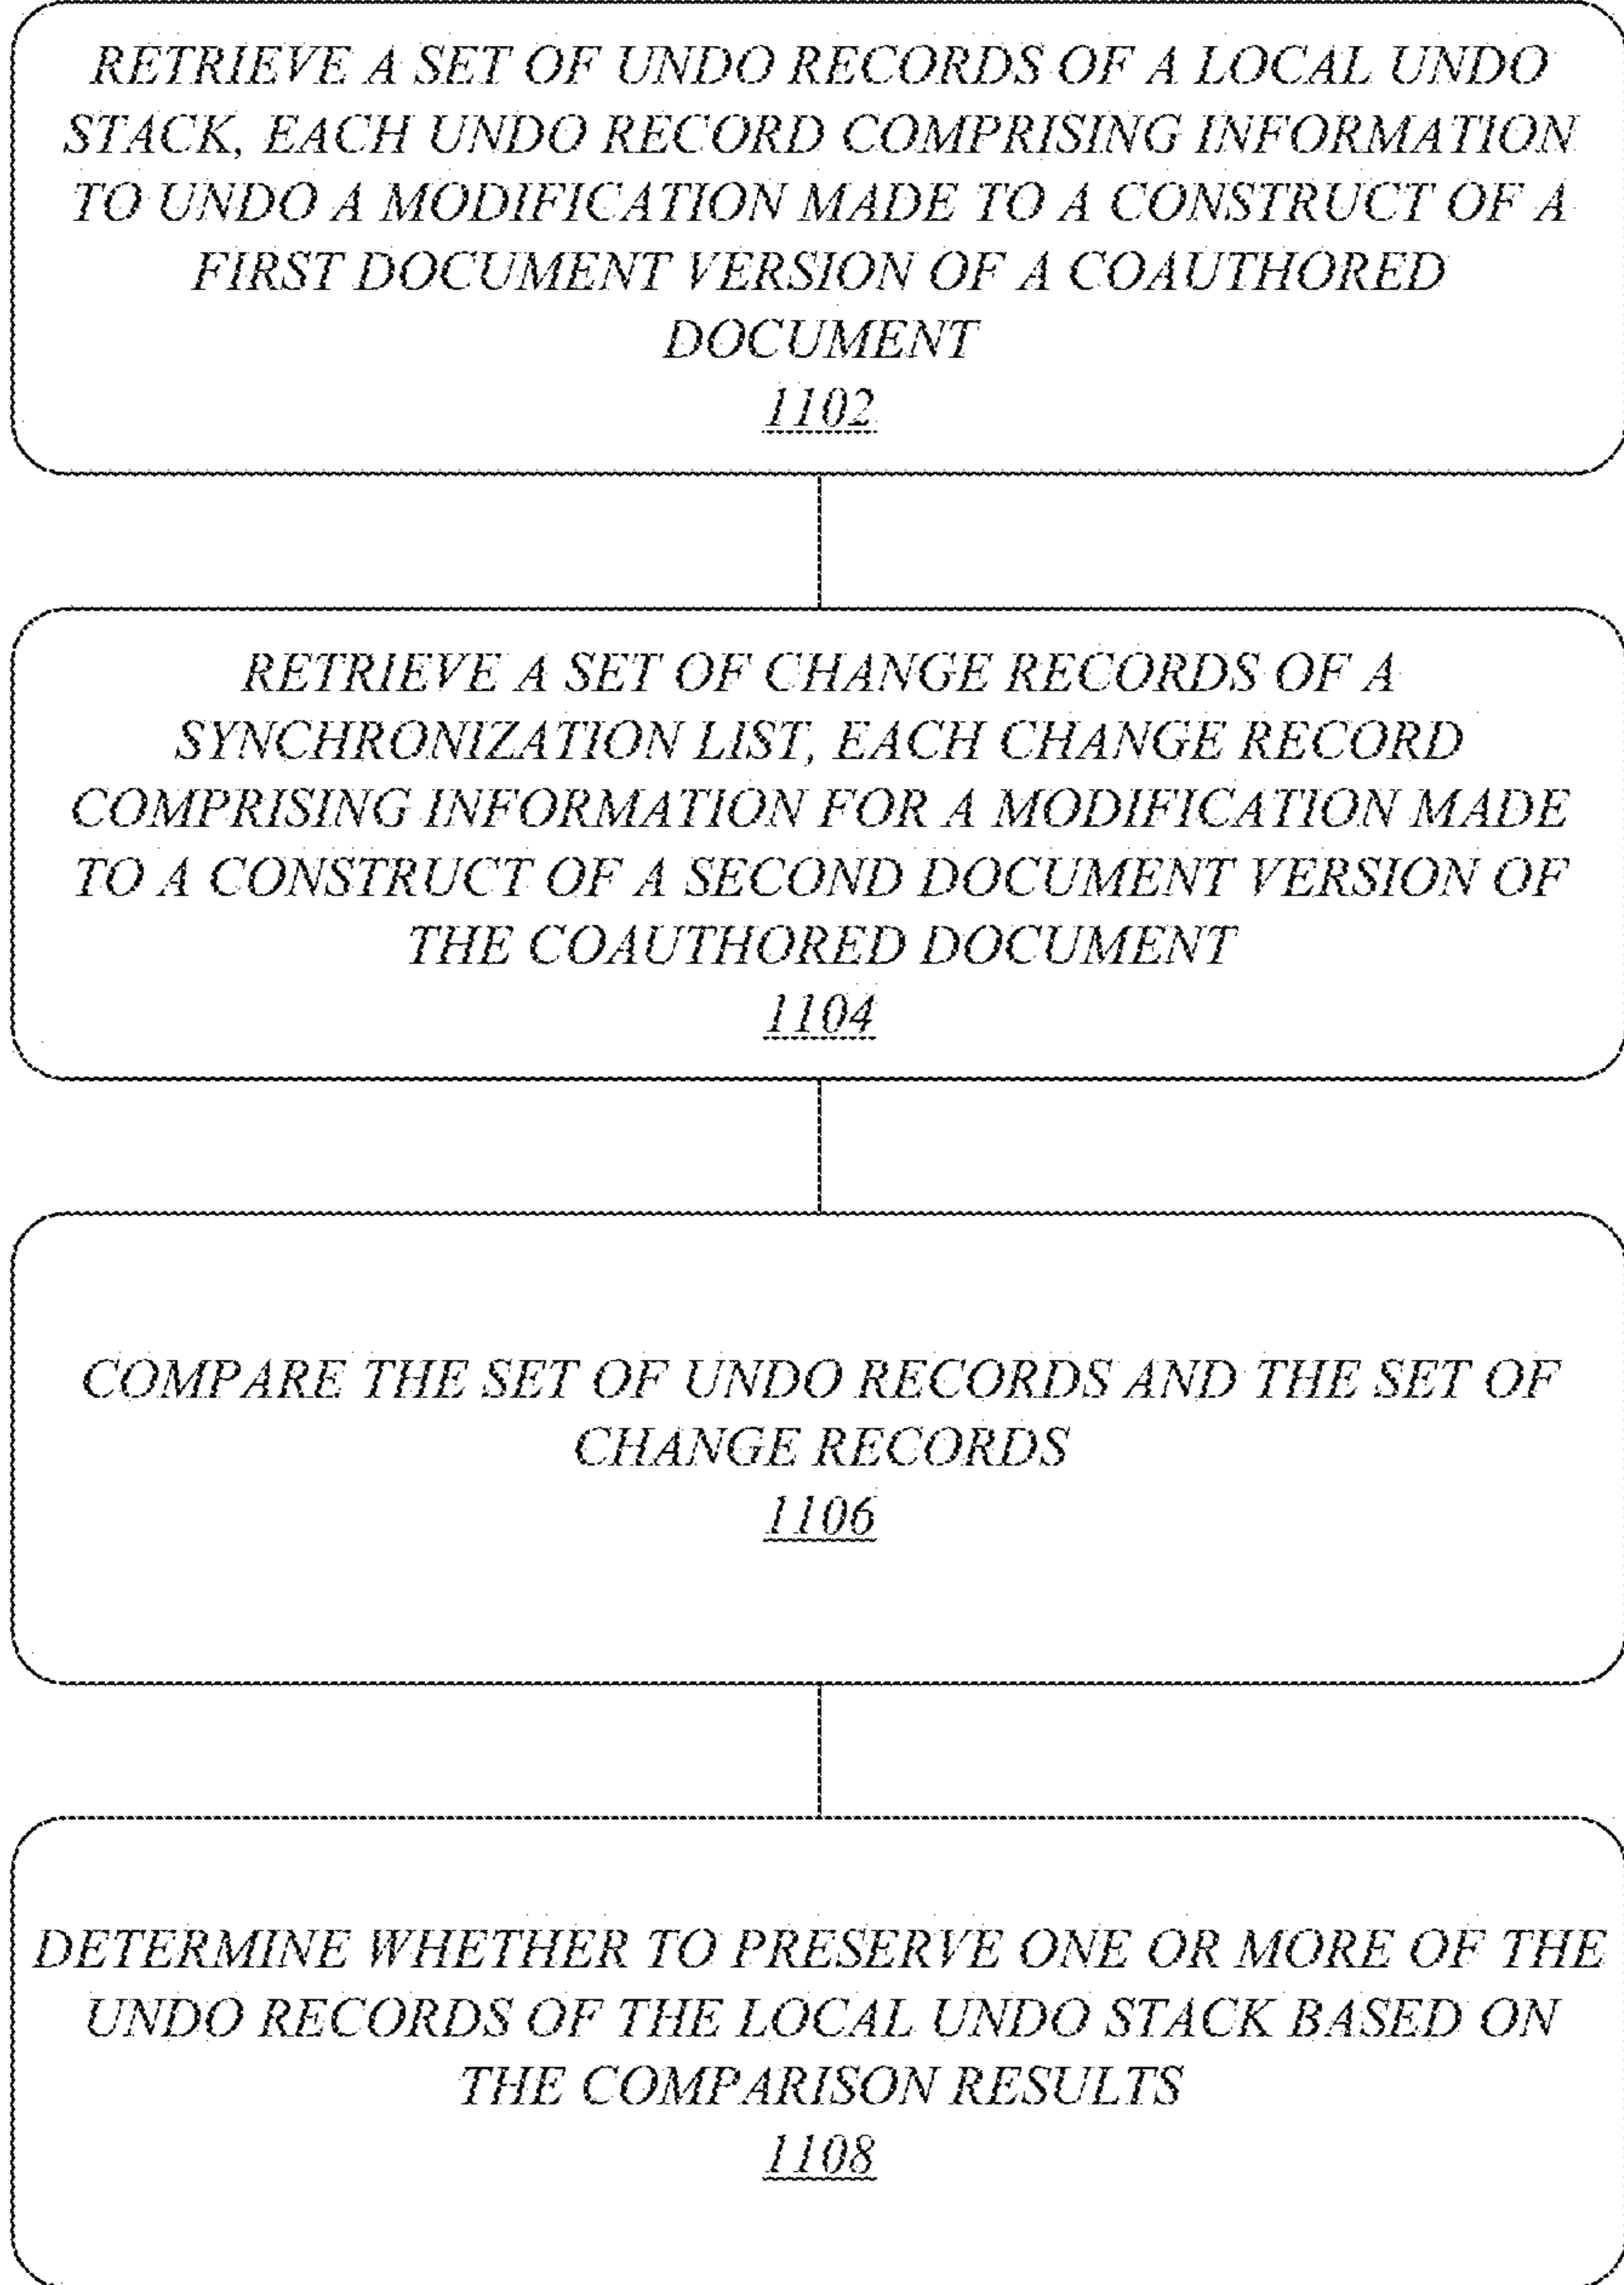 RETRIEVE A SET OF UNDO RECORDS OF A LOCAL UNDO
STACK, EACH UNDO RECORD COMPRISING INFORMATION
TO UNDO A MODIFICATION MADE TO A CONSTRUCT OF A
FIRST DOCUMENT VERSION OF A COAUTHORED
DOCUMENT
1102
RETRIEVE A SET OF CHANGE RECORDS OF A
SYNCHRONIZATION LIST, EACH CHANGE RECORD
COMPRISING INFORMATION FOR A MODIFICATION MADE
TO A CONSTRUCT OF A SECOND DOCUMENT VERSION OF
THE COAUTHORED DOCUMENT
1104
COMPARE THE SET OF UNDO RECORDS AND THE SET OF
CHANGE RECORDS
1106
DETERMINE WHETHER TO PRESERVE ONE OR MORE OF THE
UNDO RECORDS OF THE LOCAL UNDO STACK BASED ON
THE COMPARISON RESULTS
1108